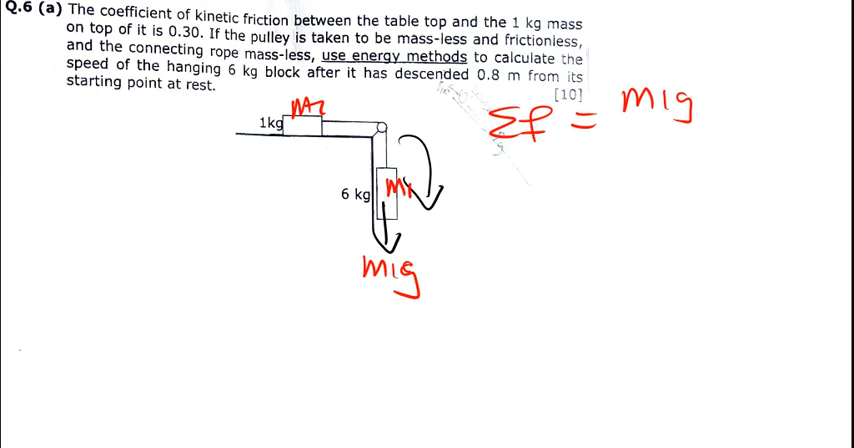 Q.6 (a) The coefficient of kinetic friction between the table top and the 1 kg mass
on top of it is 0.30. If the pulley is taken to be mass-less and frictionless,
and the connecting rope mass-less, use energy methods to calculate the
speed of the hanging 6 kg block after it has descended 0.8 m from its
starting point at rest.
[10]
Σf = m1g
1kg
M2
6 kg
M1
m1g